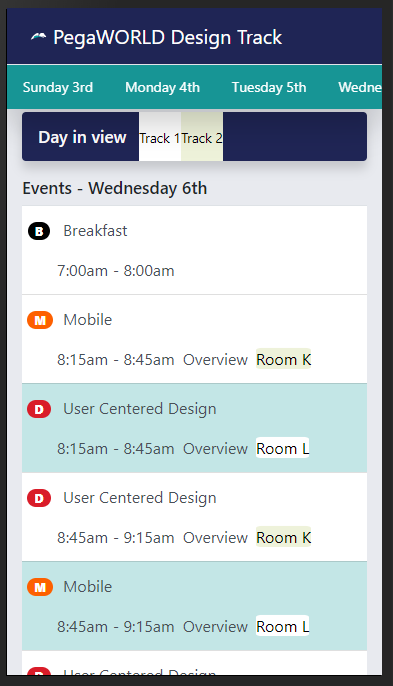 PegaWORLD Design Track
Sunday 3rd Monday 4th Tuesday 5th Wedne
Day in view Track 1 Track 2
Events - Wednesday 6th
B Breakfast
7:00am - 8:00am
M Mobile
8:15am - 8:45am Overview Room K
D User Centered Design
8:15am - 8:45am Overview Room L
D User Centered Design
8:45am - 9:15am Overview Room K
M Mobile
8:45am - 9:15am Overview Room L
D User Centered Design